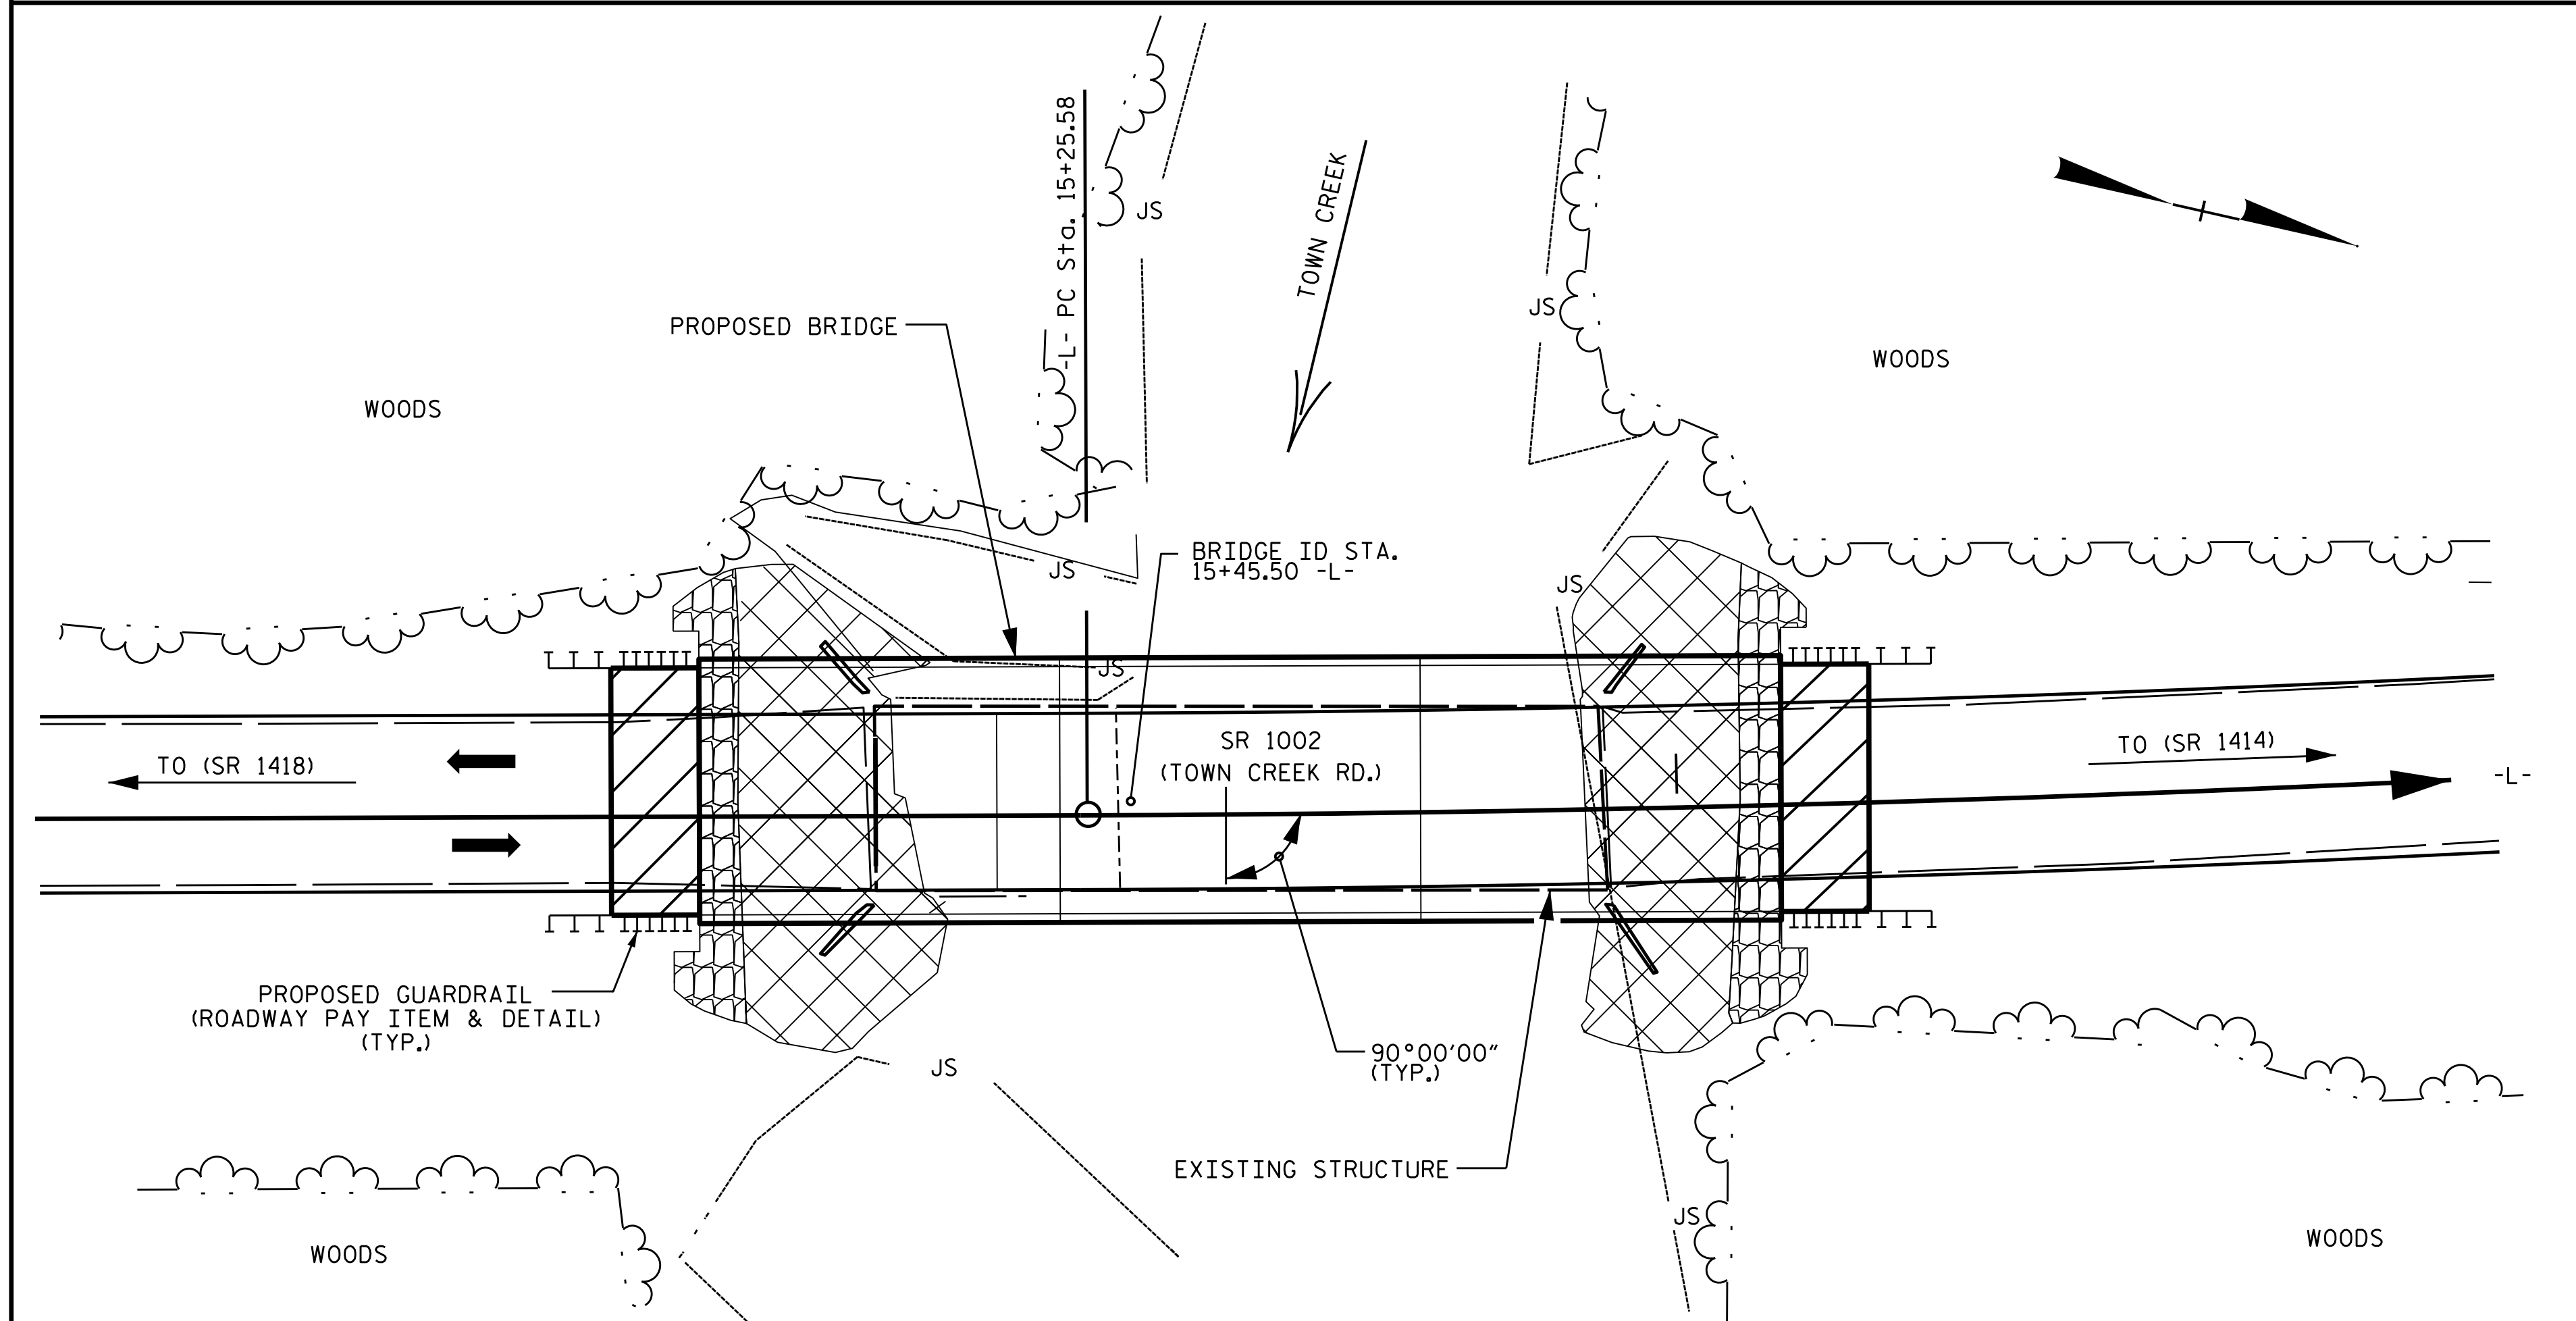 -L- PC Sta. 15+25.58
JS
TOWN CREEK
JS
PROPOSED BRIDGE
WOODS
WOODS
BRIDGE ID STA.
15+45.50 -L-
JS
JS
JS
SR 1002
(TOWN CREEK RD.)
TO (SR 1418)
TO (SR 1414)
-L-
PROPOSED GUARDRAIL
(ROADWAY PAY ITEM & DETAIL)
(TYP.)
90°00'00"
(TYP.)
JS
EXISTING STRUCTURE
JS
WOODS
WOODS